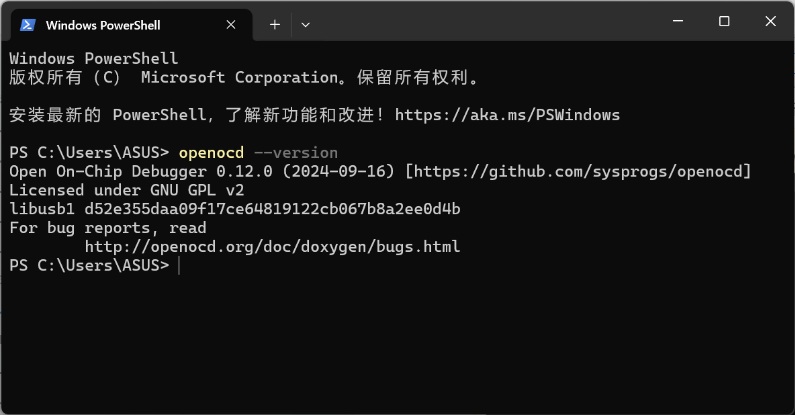 Windows PowerShell
Windows PowerShell
版权所有（C） Microsoft Corporation。保留所有权利。
安装最新的 PowerShell，了解新功能和改进！https://aka.ms/PSWindows
PS C:\Users\ASUS> openocd --version
Open On-Chip Debugger 0.12.0 (2024-09-16) [https://github.com/sysprogs/openocd]
Licensed under GNU GPL v2
libusb1 d52e355daa09f17ce64819122cb067b8a2ee0d4b
For bug reports, read
http://openocd.org/doc/doxygen/bugs.html
PS C:\Users\ASUS>